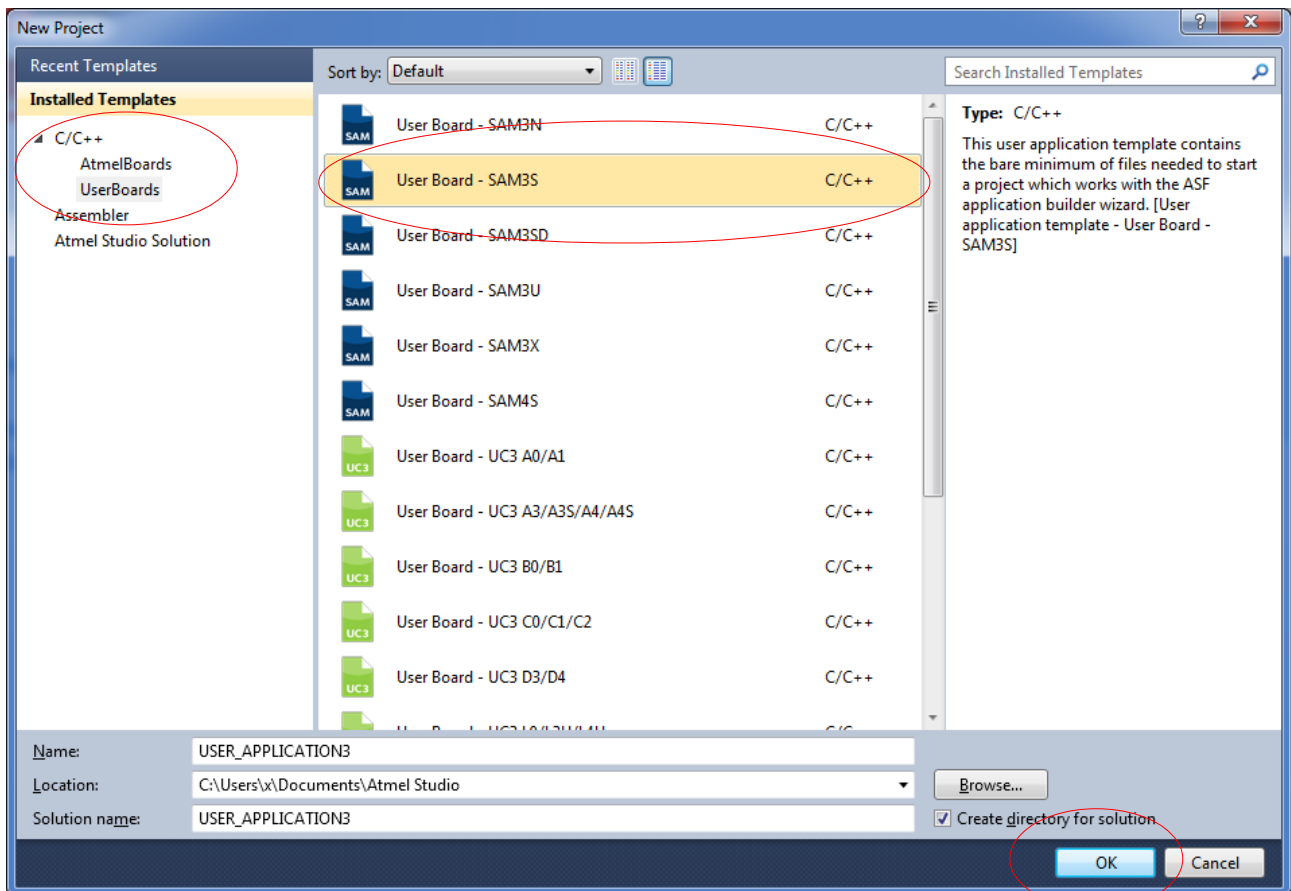 New Project
Recent Templates
Installed Templates
C/C++
AtmelBoards
UserBoards
Assembler
Atmel Studio Solution
Sort by: Default
Search Installed Templates
SAM User Board - SAM3N C/C++
SAM User Board - SAM3S C/C++
SAM User Board - SAM3SD C/C++
SAM User Board - SAM3U C/C++
SAM User Board - SAM3X C/C++
SAM User Board - SAM4S C/C++
UC3 User Board - UC3 A0/A1 C/C++
UC3 User Board - UC3 A3/A3S/A4/A4S C/C++
UC3 User Board - UC3 B0/B1 C/C++
UC3 User Board - UC3 C0/C1/C2 C/C++
UC3 User Board - UC3 D3/D4 C/C++
Type: C/C++
This user application template contains
the bare minimum of files needed to start
a project which works with the ASF
application builder wizard. [User
application template - User Board -
SAM3S]
Name: USER_APPLICATION3
Location: C:\Users\x\Documents\Atmel Studio Browse...
Solution name: USER_APPLICATION3 Create directory for solution
OK Cancel